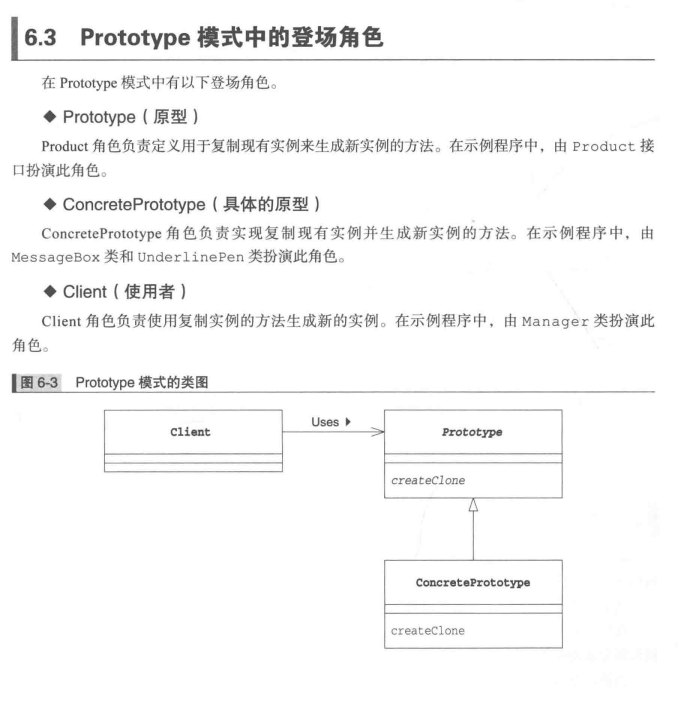 6.3 Prototype 模式中的登场角色
在 Prototype 模式中有以下登场角色。
◆ Prototype（原型）
Product 角色负责定义用于复制现有实例来生成新实例的方法。在示例程序中，由 Product 接
口扮演此角色。
◆ ConcretePrototype（具体的原型）
ConcretePrototype 角色负责实现复制现有实例并生成新实例的方法。在示例程序中，由
MessageBox 类和 UnderlinePen 类扮演此角色。
◆ Client（使用者）
Client 角色负责使用复制实例的方法生成新的实例。在示例程序中，由 Manager 类扮演此
角色。
图 6-3 Prototype 模式的类图
Client
Uses ▶
Prototype
createClone
ConcretePrototype
createClone